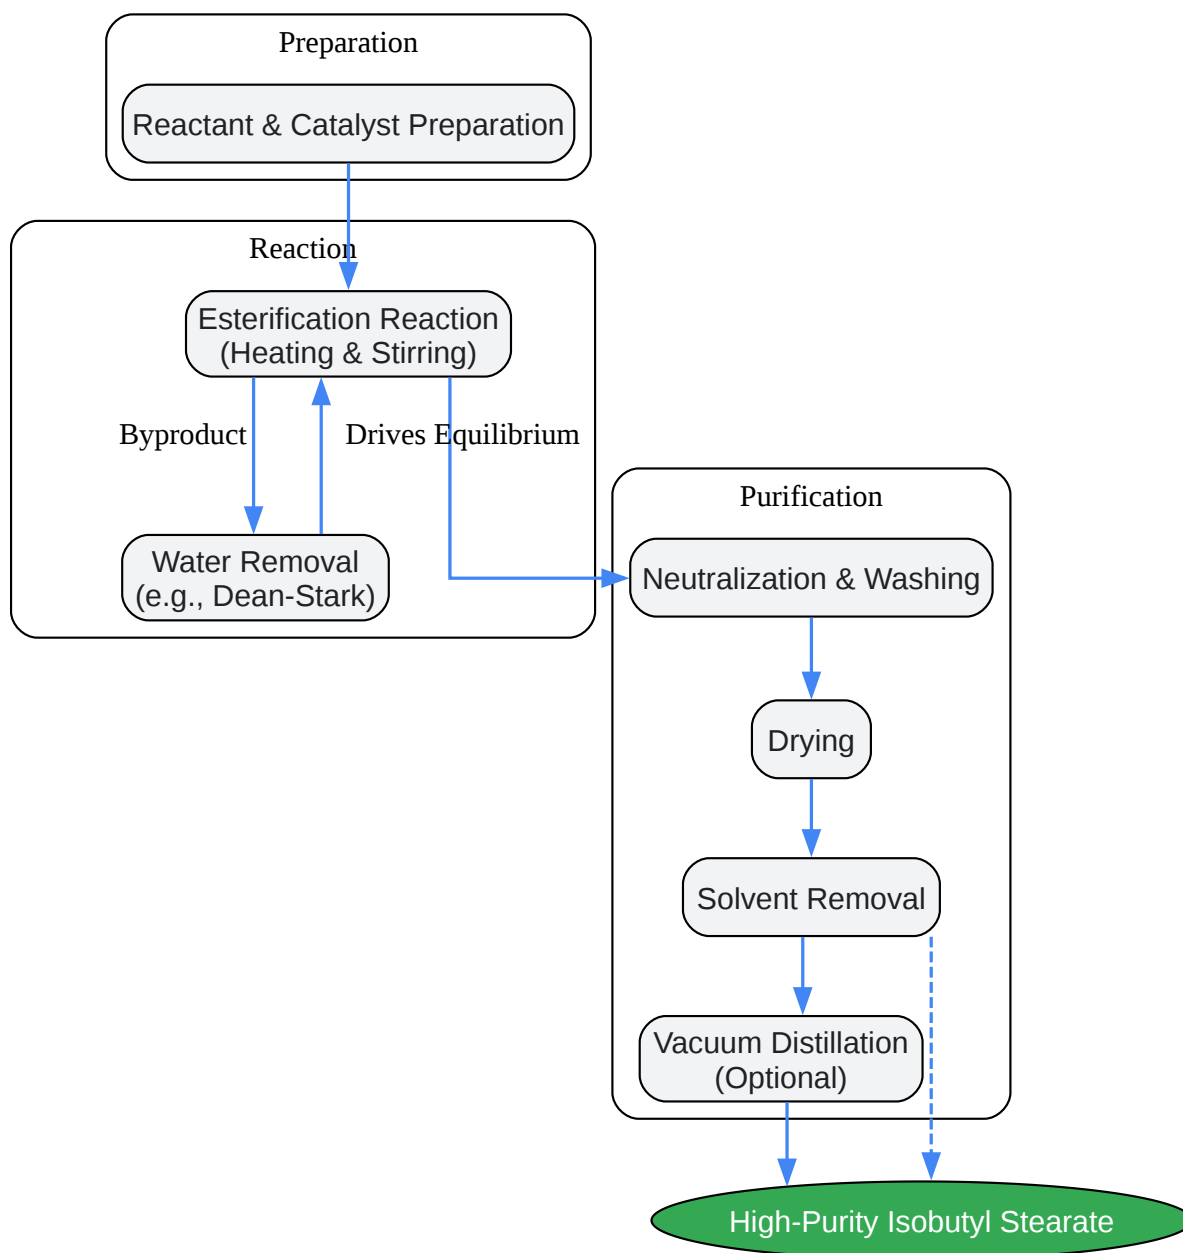 Preparation
Reactant & Catalyst Preparation
Reaction
Esterification Reaction
(Heating & Stirring)
Byproduct
Drives Equilibrium
Water Removal
(e.g., Dean-Stark)
Purification
Neutralization & Washing
Drying
Solvent Removal
Vacuum Distillation
(Optional)
High-Purity Isobutyl Stearate